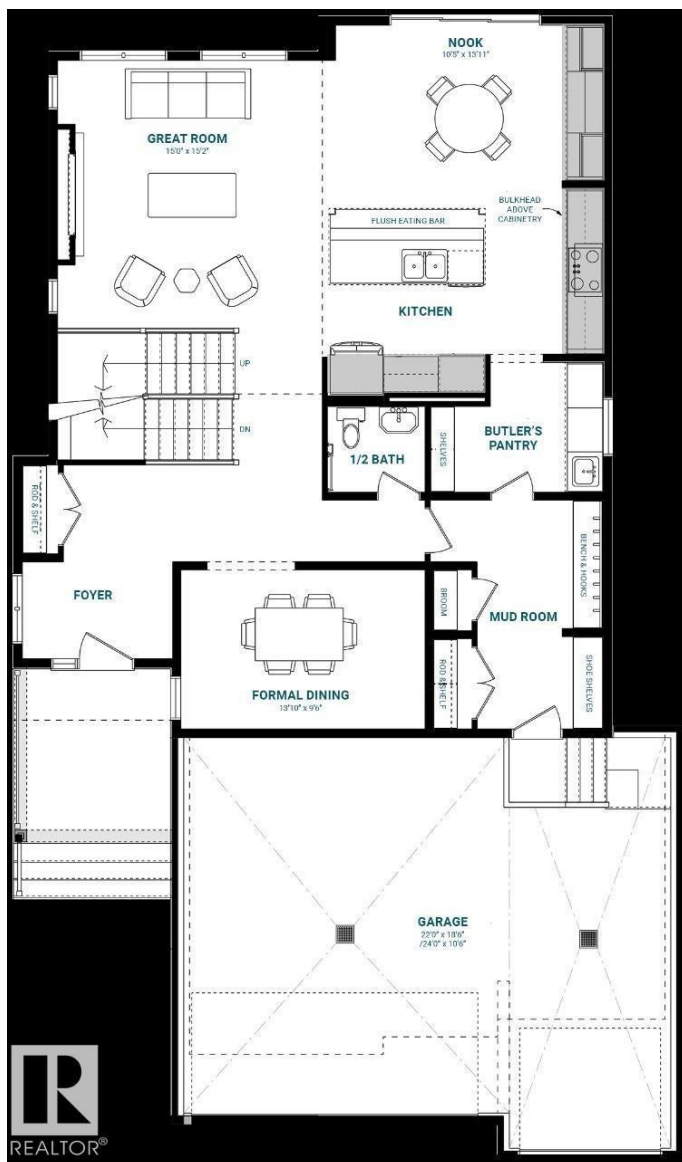 NOOK
10'5" x 13'11"
GREAT ROOM
15'0" x 15'2"
BULKHEAD
ABOVE
CABINETRY
FLUSH EATING BAR
KITCHEN
UP
DN
SHELVES
BUTLER'S
PANTRY
1/2 BATH
ROD & SHELF
BENCH & HOOKS
FOYER
BROOM
MUD ROOM
ROD & SHELF
SHOE SHELVES
FORMAL DINING
13'10" x 9'6"
GARAGE
22'0" x 18'6"
/24'0" x 10'6"
R
REALTOR®